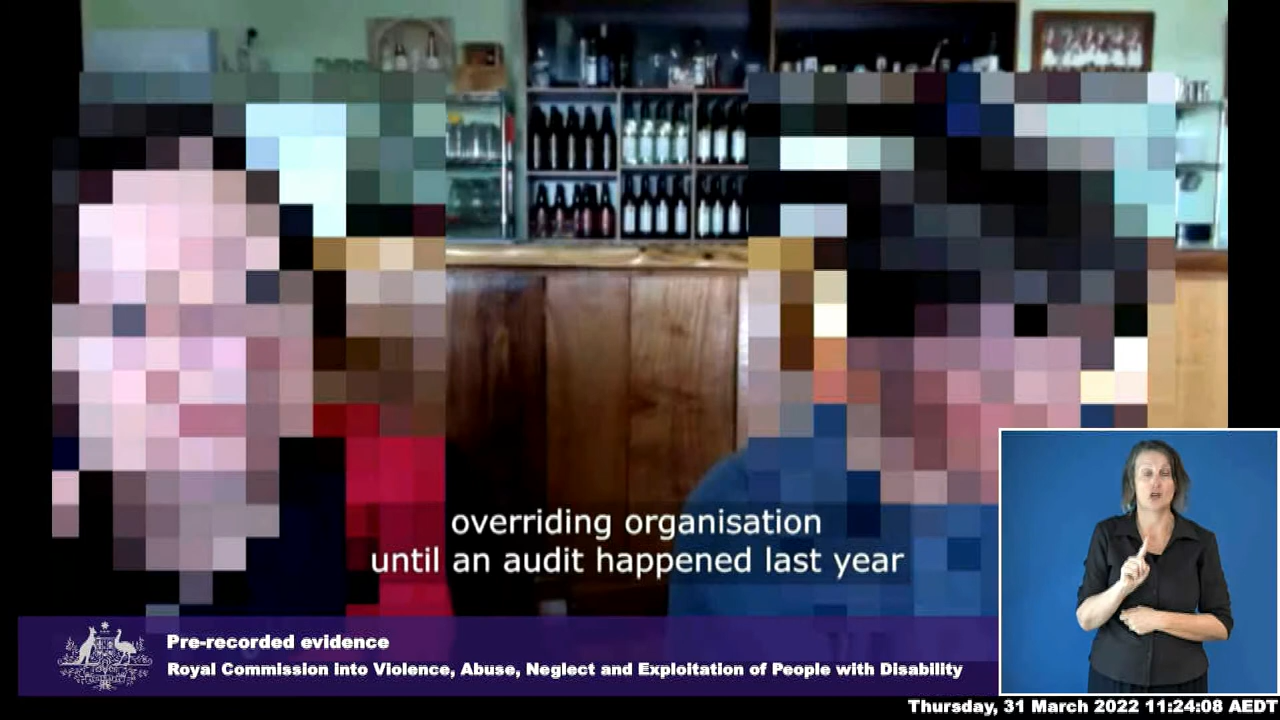 overriding organisation
until an audit happened last year
Pre-recorded evidence
Royal Commission into Violence, Abuse, Neglect and Exploitation of People with Disability
Thursday, 31 March 2022 11:24:08 AEDT